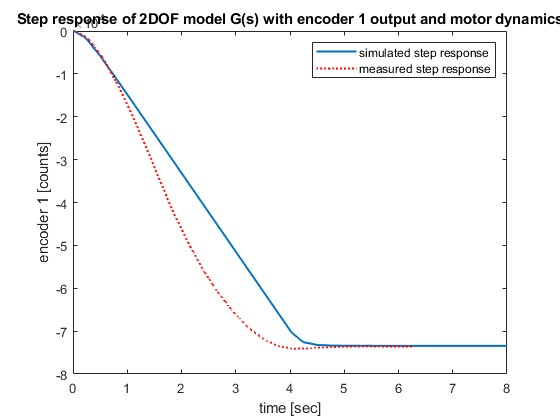 Step response of 2DOF model G(s) with encoder 1 output and motor dynamics
0
-1
-2
-3
-4
-5
-6
-7
-8
encoder 1 [counts]
simulated step response
measured step response
0 1 2 3 4 5 6 7 8
time [sec]